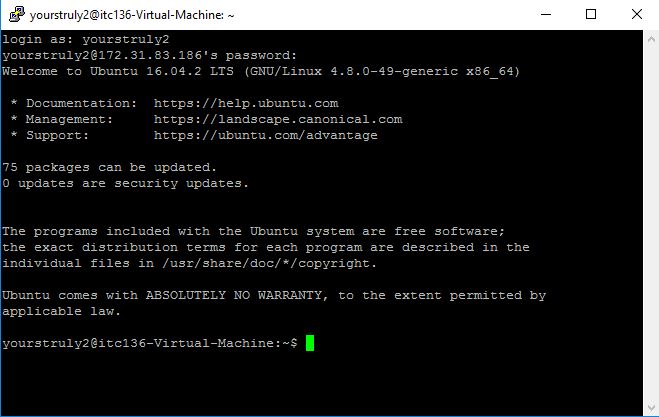 yourstruly2@itc136-Virtual-Machine: ~
login as: yourstruly2
yourstruly2@172.31.83.186's password:
Welcome to Ubuntu 16.04.2 LTS (GNU/Linux 4.8.0-49-generic x86_64)
* Documentation:  https://help.ubuntu.com
* Management:     https://landscape.canonical.com
* Support:        https://ubuntu.com/advantage
75 packages can be updated.
0 updates are security updates.
The programs included with the Ubuntu system are free software;
the exact distribution terms for each program are described in the
individual files in /usr/share/doc/*/copyright.
Ubuntu comes with ABSOLUTELY NO WARRANTY, to the extent permitted by
applicable law.
yourstruly2@itc136-Virtual-Machine:~$